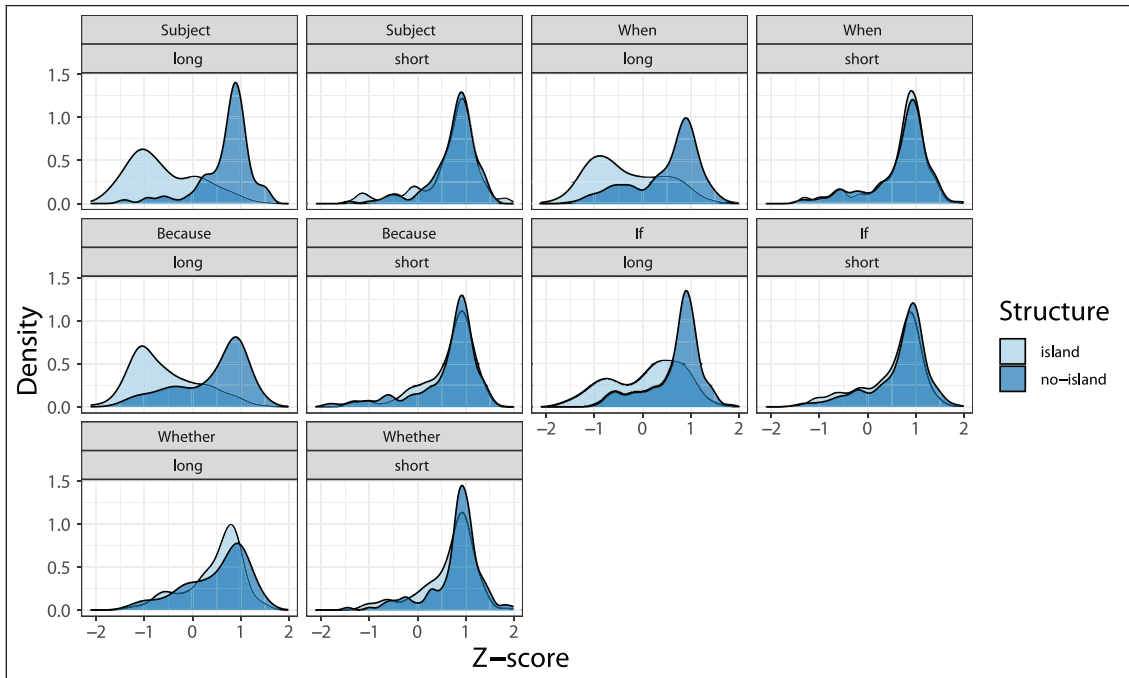 Subject Subject When When
long short long short
1.5
1.0
0.5
0.0
Because Because If If
long short long short
1.5
1.0
0.5
0.0
−2 −1 0 1 2 −2 −1 0 1 2
Whether Whether
long short
1.5
1.0
0.5
0.0
−2 −1 0 1 2 −2 −1 0 1 2
Z−score
Density
Structure
island
no−island